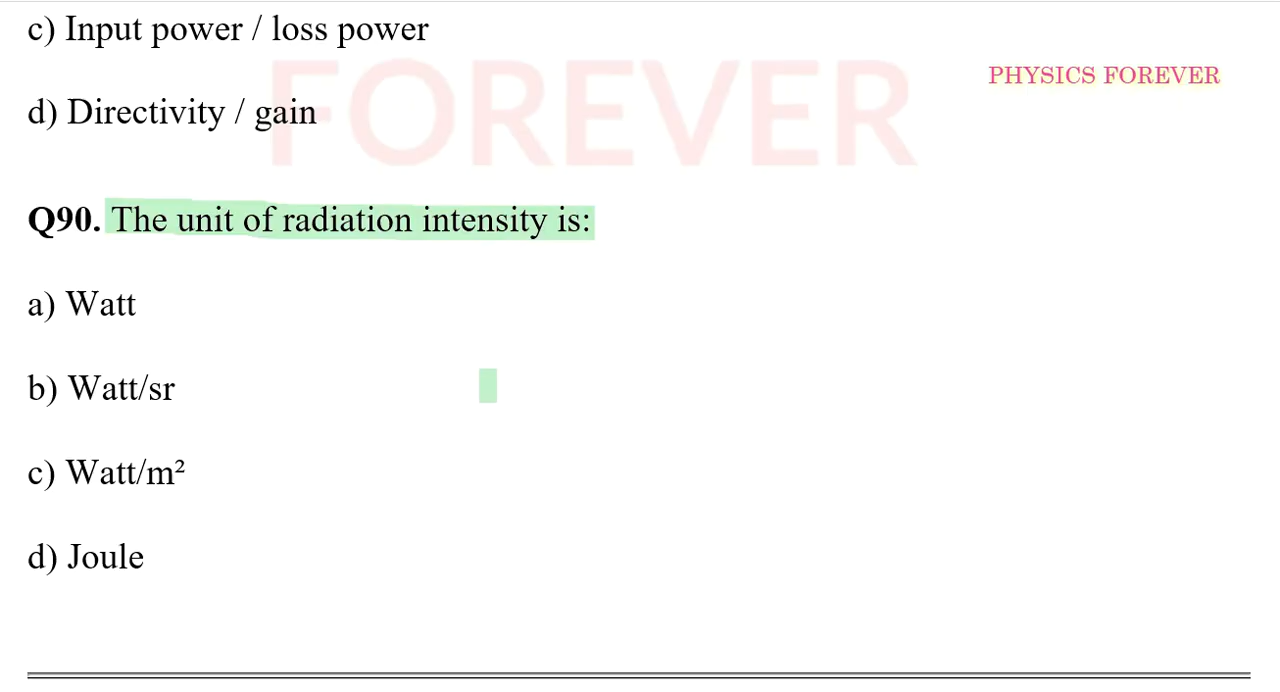 c) Input power / loss power
PHYSICS FOREVER
FOREVER
d) Directivity / gain
Q90. The unit of radiation intensity is:
a) Watt
b) Watt/sr
c) Watt/m²
d) Joule